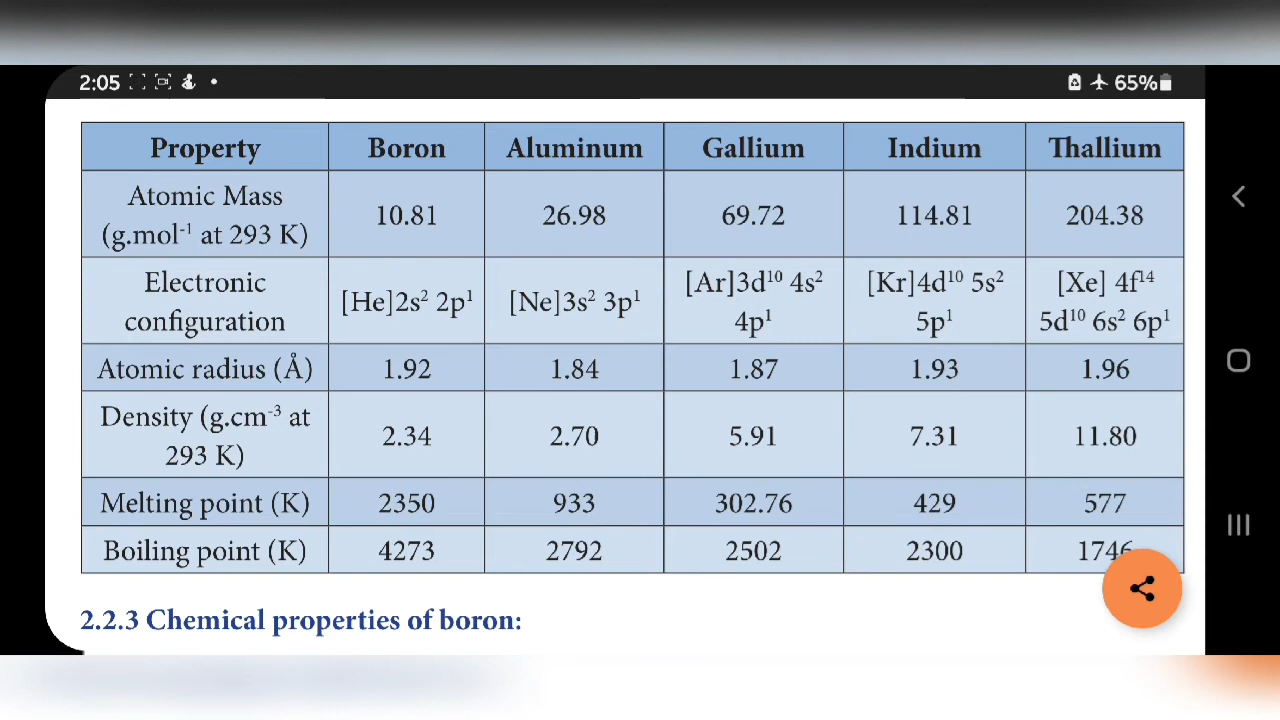 2:05
65%
Property Boron Aluminum Gallium Indium Thallium
Atomic Mass
(g.mol⁻¹ at 293 K) 10.81 26.98 69.72 114.81 204.38
Electronic
configuration [He]2s² 2p¹ [Ne]3s² 3p¹ [Ar]3d¹⁰ 4s²
4p¹ [Kr]4d¹⁰ 5s²
5p¹ [Xe] 4f¹⁴
5d¹⁰ 6s² 6p¹
Atomic radius (Å) 1.92 1.84 1.87 1.93 1.96
Density (g.cm⁻³ at
293 K) 2.34 2.70 5.91 7.31 11.80
Melting point (K) 2350 933 302.76 429 577
Boiling point (K) 4273 2792 2502 2300 1746
2.2.3 Chemical properties of boron: